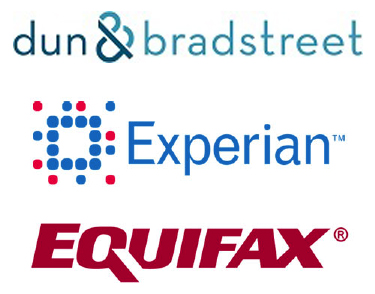 dun & bradstreet
Experian™
EQUIFAX®